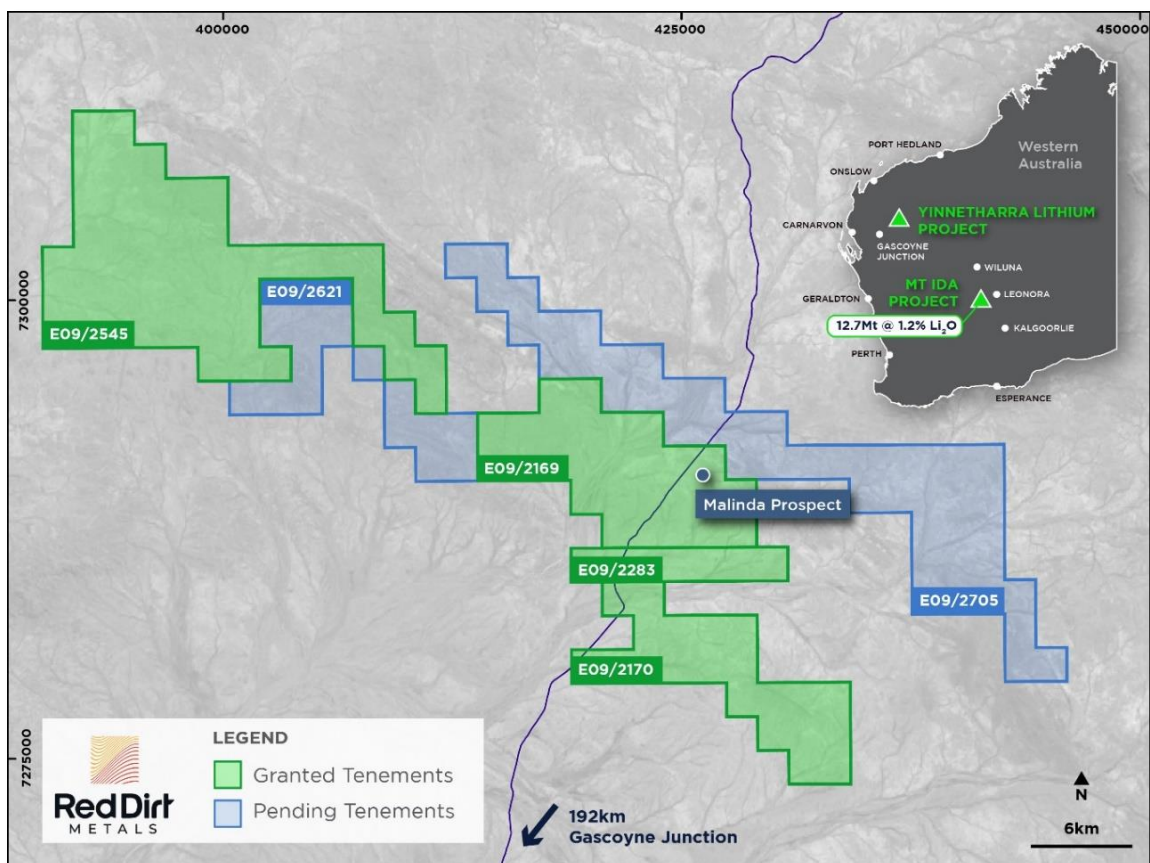 400000
425000
450000
7300000
7275000
Western
Australia
PORT HEDLAND
ONSLOW
CARNARVON
GASCOYNE
JUNCTION
YINNETHARRA LITHIUM
PROJECT
WILUNA
MT IDA
PROJECT
LEONORA
GERALDTON
12.7Mt @ 1.2% Li₂O
KALGOORLIE
PERTH
ESPERANCE
E09/2621
E09/2545
E09/2169
Malinda Prospect
E09/2283
E09/2705
E09/2170
RedDirt
METALS
LEGEND
Granted Tenements
Pending Tenements
192km
Gascoyne Junction
N
6km